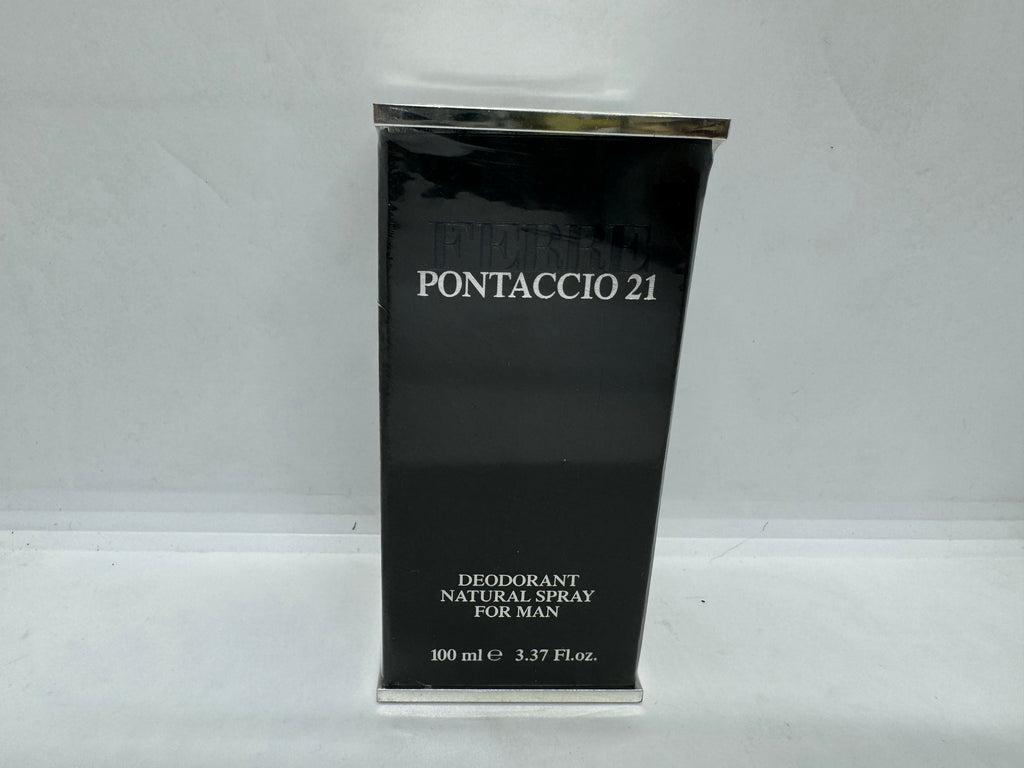 FERRE
PONTACCIO 21
DEODORANT
NATURAL SPRAY
FOR MAN
100 ml ℮ 3.37 Fl.oz.